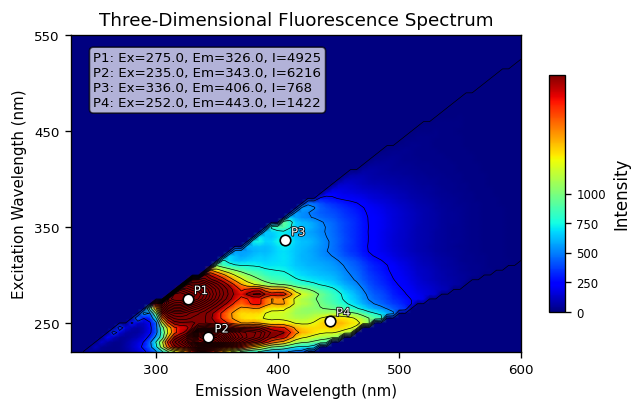 Three-Dimensional Fluorescence Spectrum
P1: Ex=275.0, Em=326.0, I=4925
P2: Ex=235.0, Em=343.0, I=6216
P3: Ex=336.0, Em=406.0, I=768
P4: Ex=252.0, Em=443.0, I=1422
550
450
350
250
Excitation Wavelength (nm)
P3
P1
P4
P2
300
400
500
600
Emission Wavelength (nm)
1000
750
500
250
0
Intensity